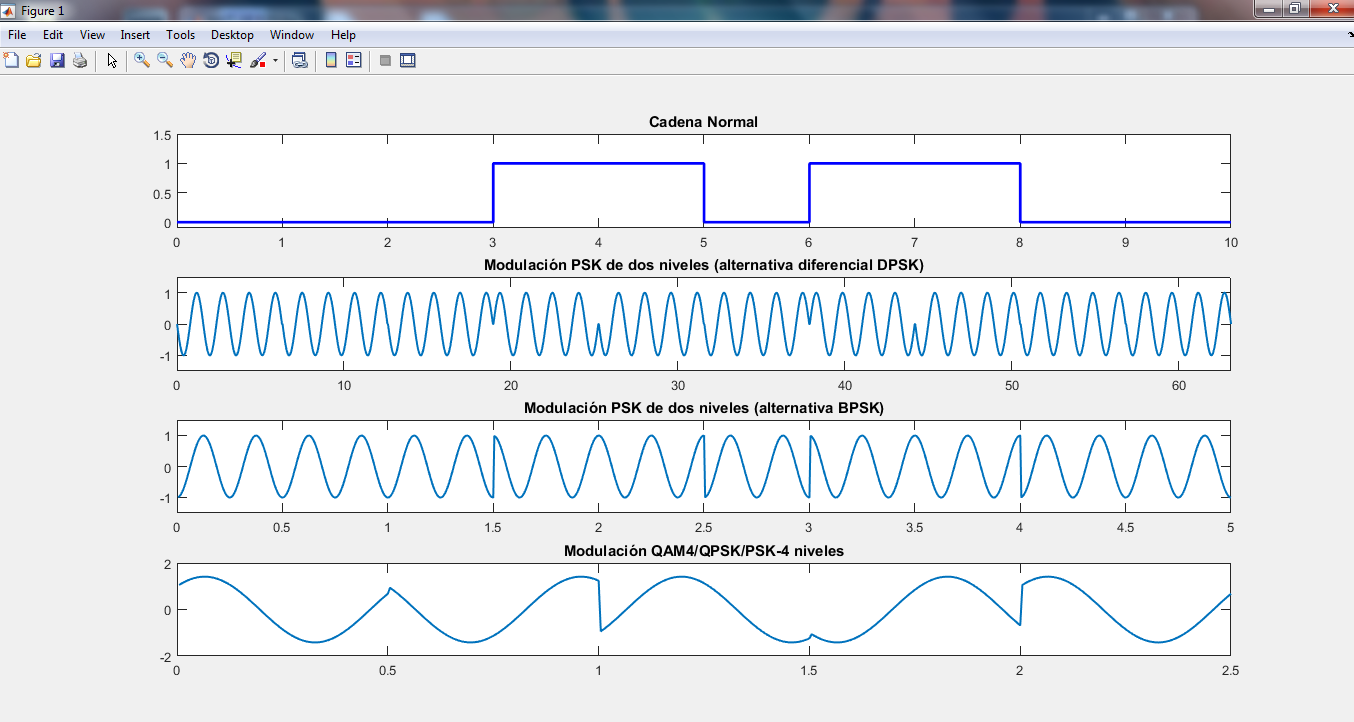 Figure 1
File Edit View Insert Tools Desktop Window Help
Cadena Normal
1.5
1
0.5
0
0 1 2 3 4 5 6 7 8 9 10
Modulación PSK de dos niveles (alternativa diferencial DPSK)
1
0
-1
0 10 20 30 40 50 60
Modulación PSK de dos niveles (alternativa BPSK)
1
0
-1
0 0.5 1 1.5 2 2.5 3 3.5 4 4.5 5
Modulación QAM4/QPSK/PSK-4 niveles
2
0
-2
0 0.5 1 1.5 2 2.5